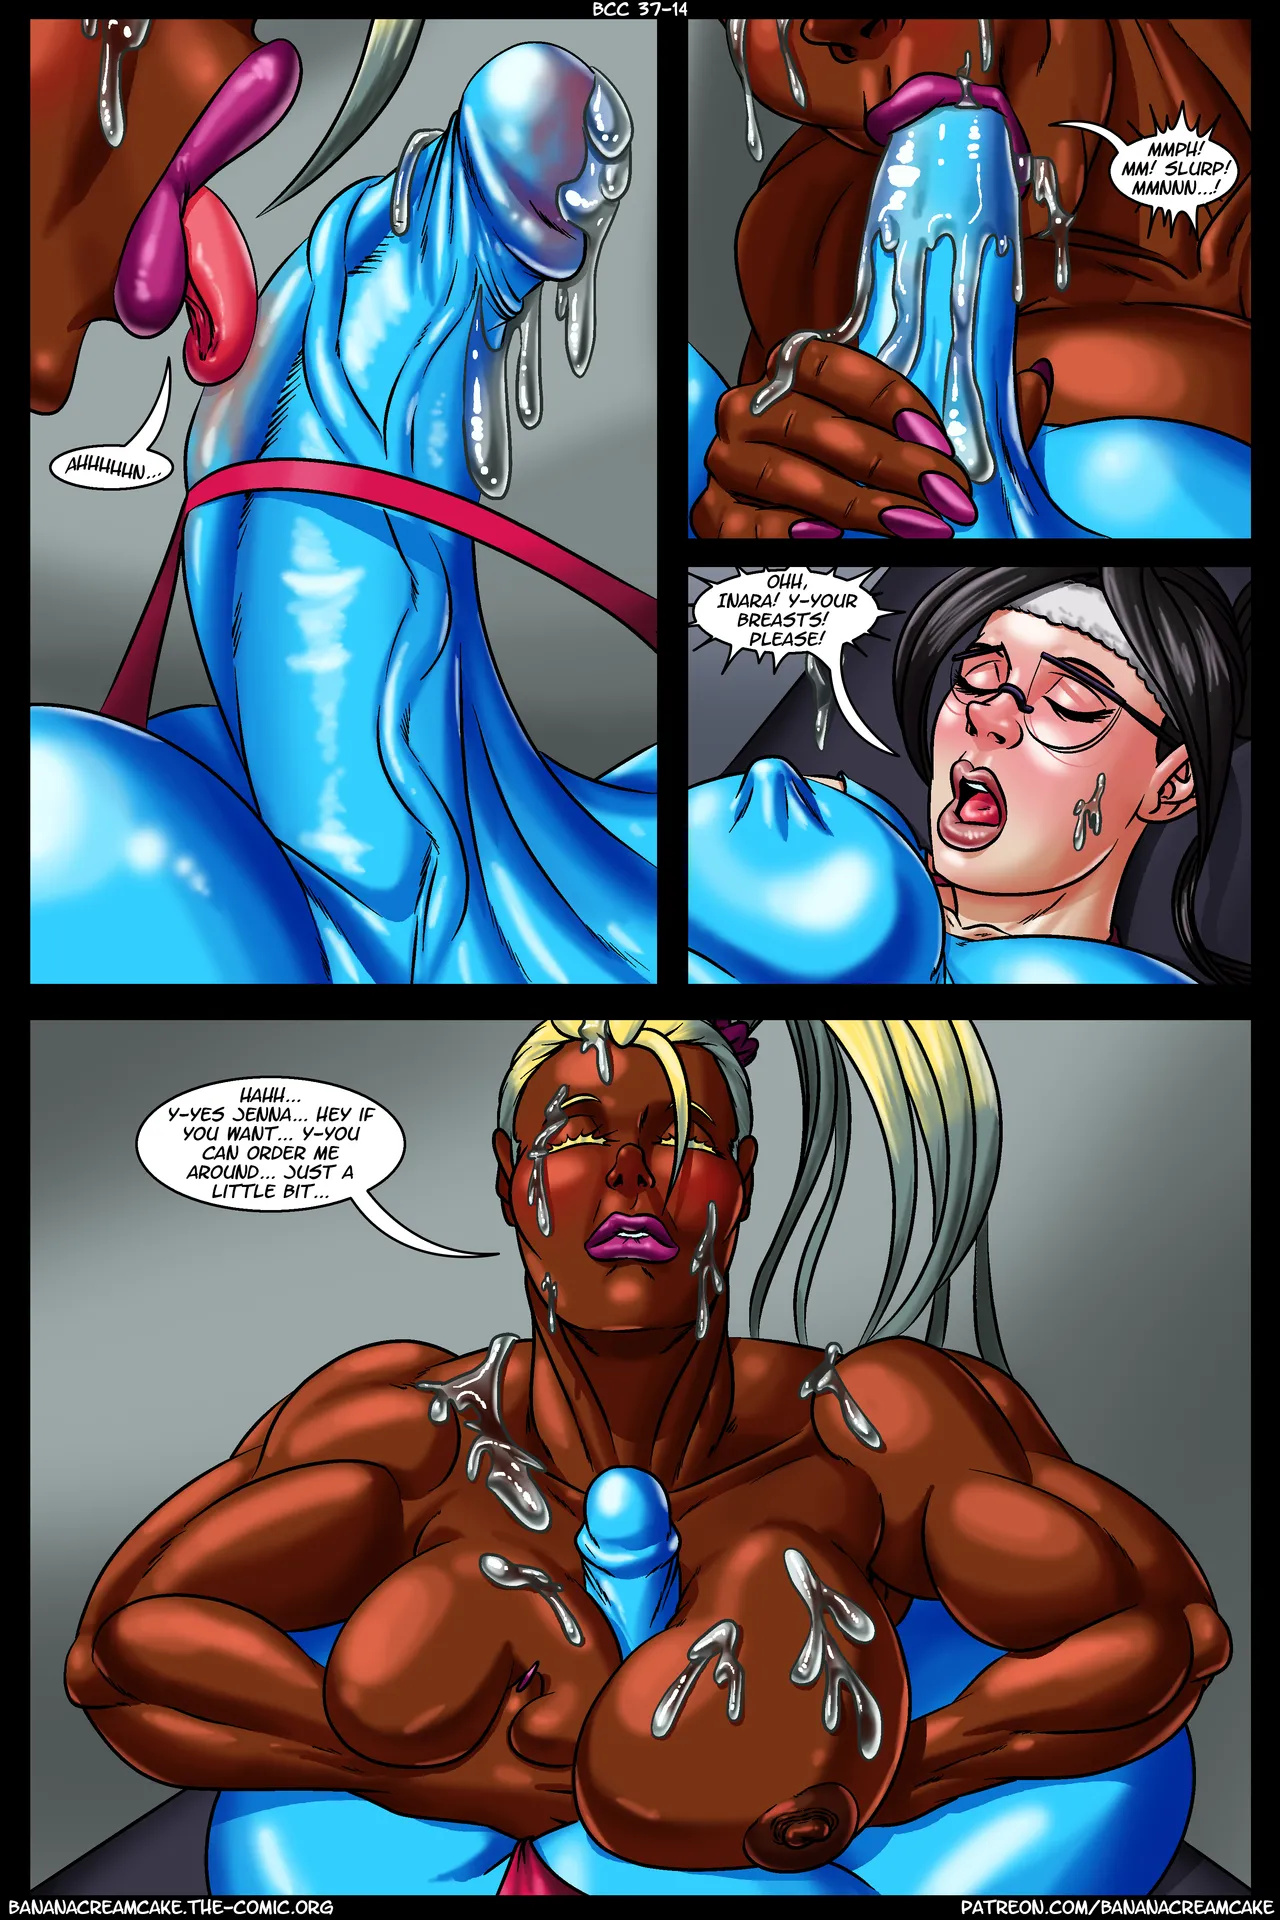 BCC 37-14
AHHHHHN...
MMPH!
MM! SLURP!
MMNNN...!
OHH,
INARA! Y-YOUR
BREASTS!
PLEASE!
HAHH...
Y-YES JENNA... HEY IF
YOU WANT... Y-YOU
CAN ORDER ME
AROUND... JUST A
LITTLE BIT...
BANANACREAMCAKE.THE-COMIC.ORG
PATREON.COM/BANANACREAMCAKE